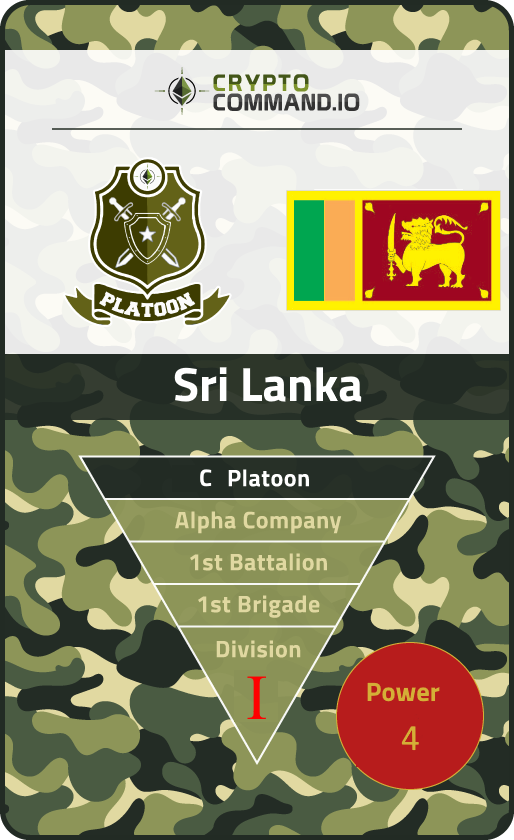 CRYPTO
COMMAND.IO
PLATOON
Sri Lanka
C Platoon
Alpha Company
1st Battalion
1st Brigade
Division
I
Power
4